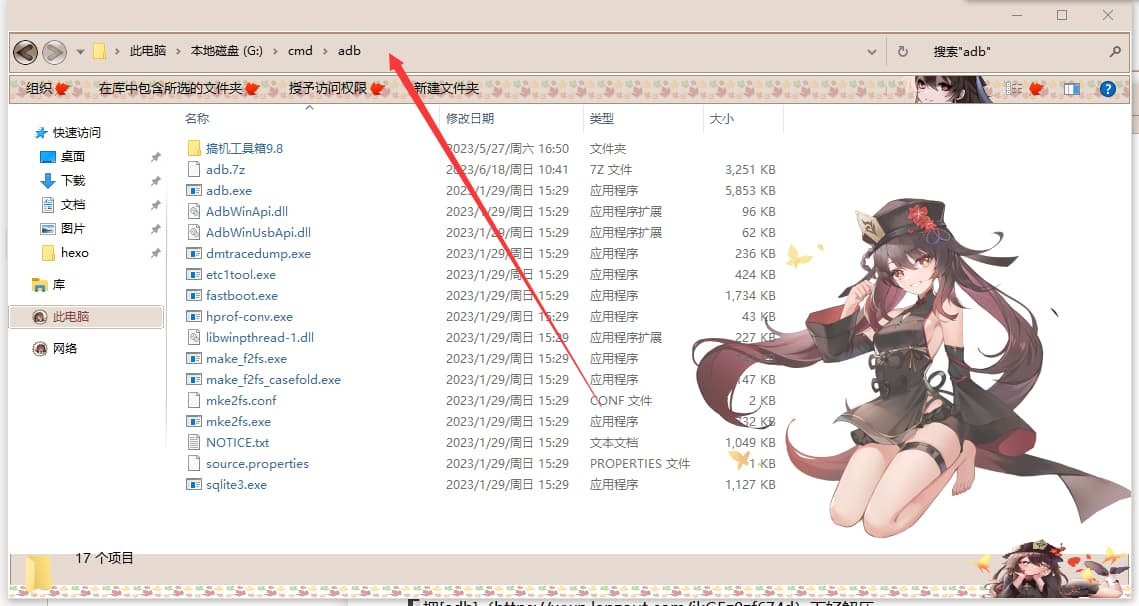 此电脑 › 本地磁盘 (G:) › cmd › adb
搜索"adb"
组织 在库中包含所选的文件夹 授予访问权限 新建文件夹
名称 修改日期 类型 大小
快速访问
桌面
下载
文档
图片
hexo
库
此电脑
网络
搞机工具箱9.8 2023/5/27/周六 16:50 文件夹
adb.7z 2023/6/18/周日 10:41 7Z 文件 3,251 KB
adb.exe 2023/1/29/周日 15:29 应用程序 5,853 KB
AdbWinApi.dll 2023/1/29/周日 15:29 应用程序扩展 96 KB
AdbWinUsbApi.dll 2023/1/29/周日 15:29 应用程序扩展 62 KB
dmtracedump.exe 2023/1/29/周日 15:29 应用程序 236 KB
etc1tool.exe 2023/1/29/周日 15:29 应用程序 424 KB
fastboot.exe 2023/1/29/周日 15:29 应用程序 1,734 KB
hprof-conv.exe 2023/1/29/周日 15:29 应用程序 43 KB
libwinpthread-1.dll 2023/1/29/周日 15:29 应用程序扩展 227 KB
make_f2fs.exe 2023/1/29/周日 15:29 应用程序
make_f2fs_casefold.exe 2023/1/29/周日 15:29 应用程序
mke2fs.conf 2023/1/29/周日 15:29 CONF 文件 2 KB
mke2fs.exe 2023/1/29/周日 15:29 应用程序
NOTICE.txt 2023/1/29/周日 15:29 文本文档 1,049 KB
source.properties 2023/1/29/周日 15:29 PROPERTIES 文件 1 KB
sqlite3.exe 2023/1/29/周日 15:29 应用程序 1,127 KB
17 个项目